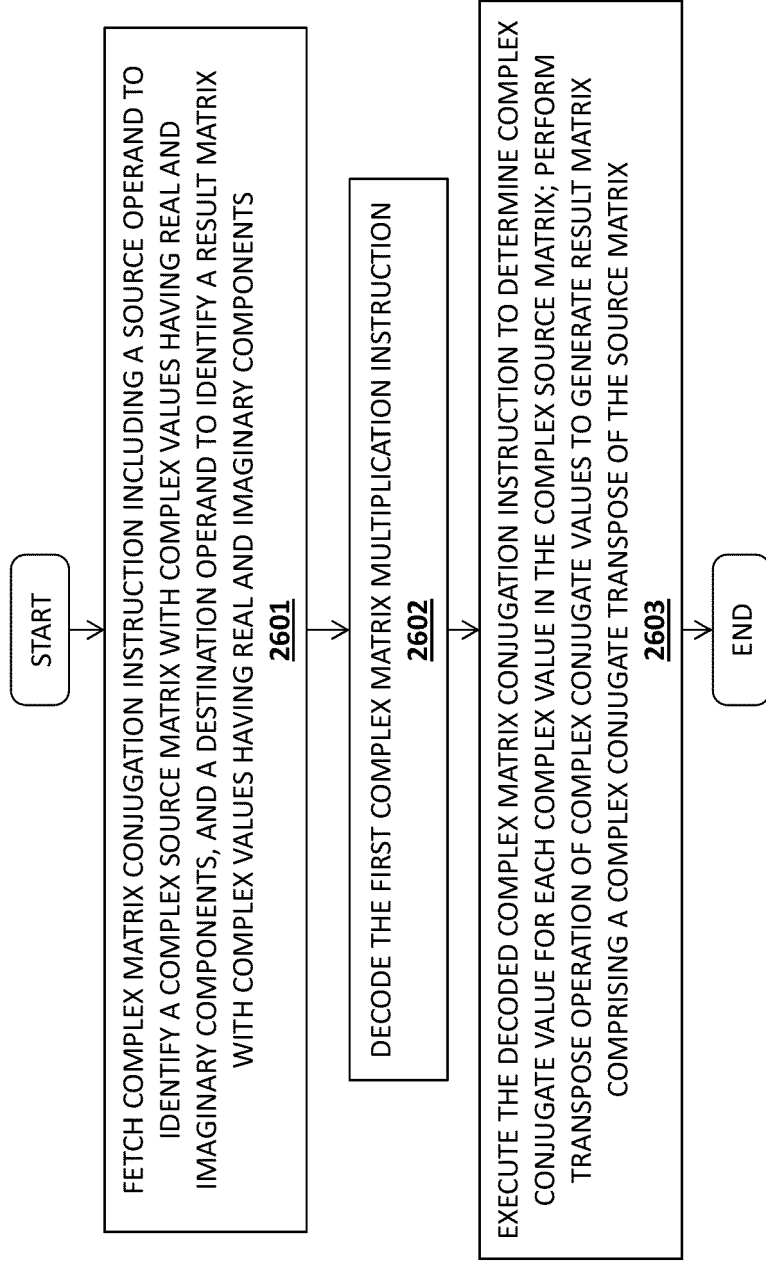 START
FETCH COMPLEX MATRIX CONJUGATION INSTRUCTION INCLUDING A SOURCE OPERAND TO
IDENTIFY A COMPLEX SOURCE MATRIX WITH COMPLEX VALUES HAVING REAL AND
IMAGINARY COMPONENTS, AND A DESTINATION OPERAND TO IDENTIFY A RESULT MATRIX
WITH COMPLEX VALUES HAVING REAL AND IMAGINARY COMPONENTS
2601
DECODE THE FIRST COMPLEX MATRIX MULTIPLICATION INSTRUCTION
2602
EXECUTE THE DECODED COMPLEX MATRIX CONJUGATION INSTRUCTION TO DETERMINE COMPLEX
CONJUGATE VALUE FOR EACH COMPLEX VALUE IN THE COMPLEX SOURCE MATRIX; PERFORM
TRANSPOSE OPERATION OF COMPLEX CONJUGATE VALUES TO GENERATE RESULT MATRIX
COMPRISING A COMPLEX CONJUGATE TRANSPOSE OF THE SOURCE MATRIX
2603
END